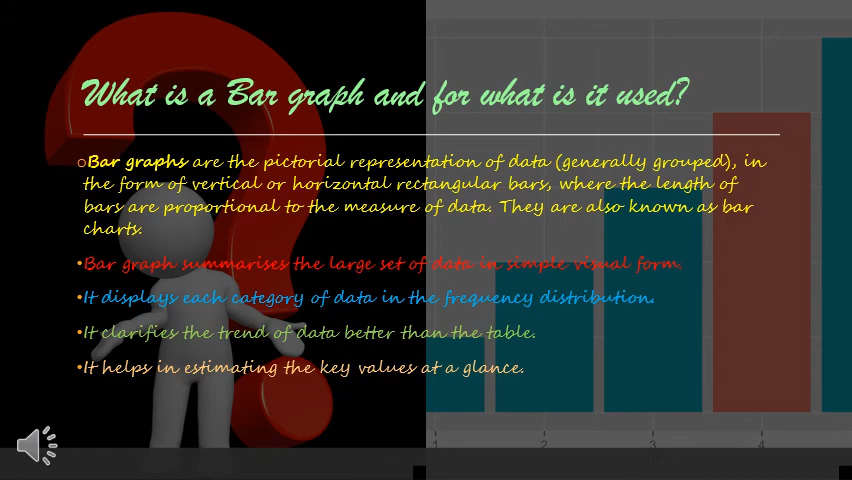 What is a Bar graph and for what is it used?
Bar graphs are the pictorial representation of data (generally grouped), in
the form of vertical or horizontal rectangular bars, where the length of
bars are proportional to the measure of data. They are also known as bar
charts.
Bar graph summarises the large set of data in simple visual form.
It displays each category of data in the frequency distribution.
It clarifies the trend of data better than the table.
It helps in estimating the key values at a glance.
1 2 3 4